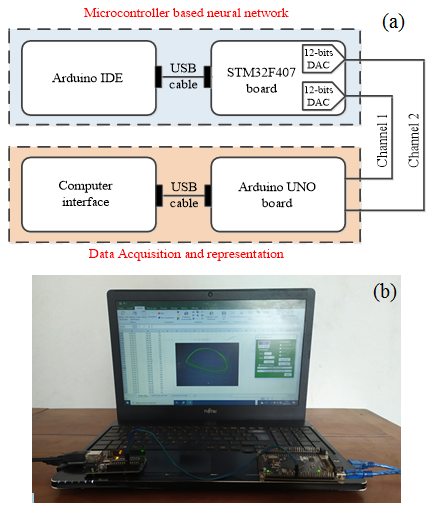 Microcontroller based neural network
(a)
Arduino IDE
USB
cable
STM32F407
board
12-bits
DAC
12-bits
DAC
Channel 1
Channel 2
Computer
interface
USB
cable
Arduino UNO
board
Data Acquisition and representation
(b)
FUJITSU